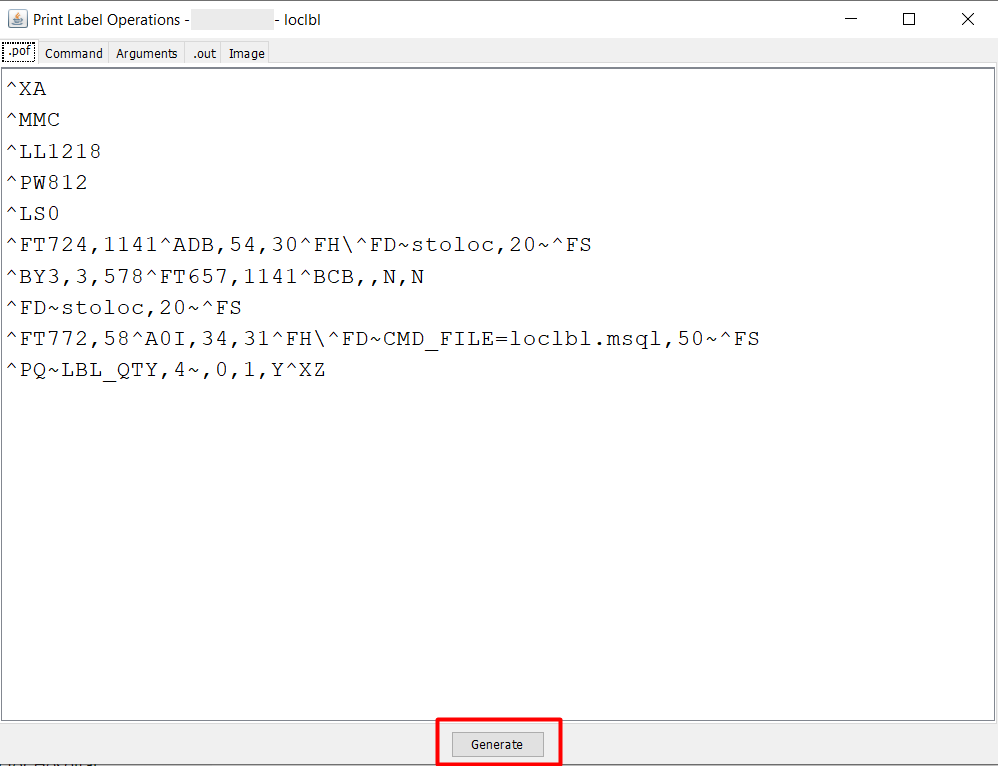 Print Label Operations - - loclbl
.pof Command Arguments .out Image
^XA
^MMC
^LL1218
^PW812
^LS0
^FT724,1141^ADB,54,30^FH\^FD~stoloc,20~^FS
^BY3,3,578^FT657,1141^BCB,,N,N
^FD~stoloc,20~^FS
^FT772,58^A0I,34,31^FH\^FD~CMD_FILE=loclbl.msql,50~^FS
^PQ~LBL_QTY,4~,0,1,Y^XZ
Generate